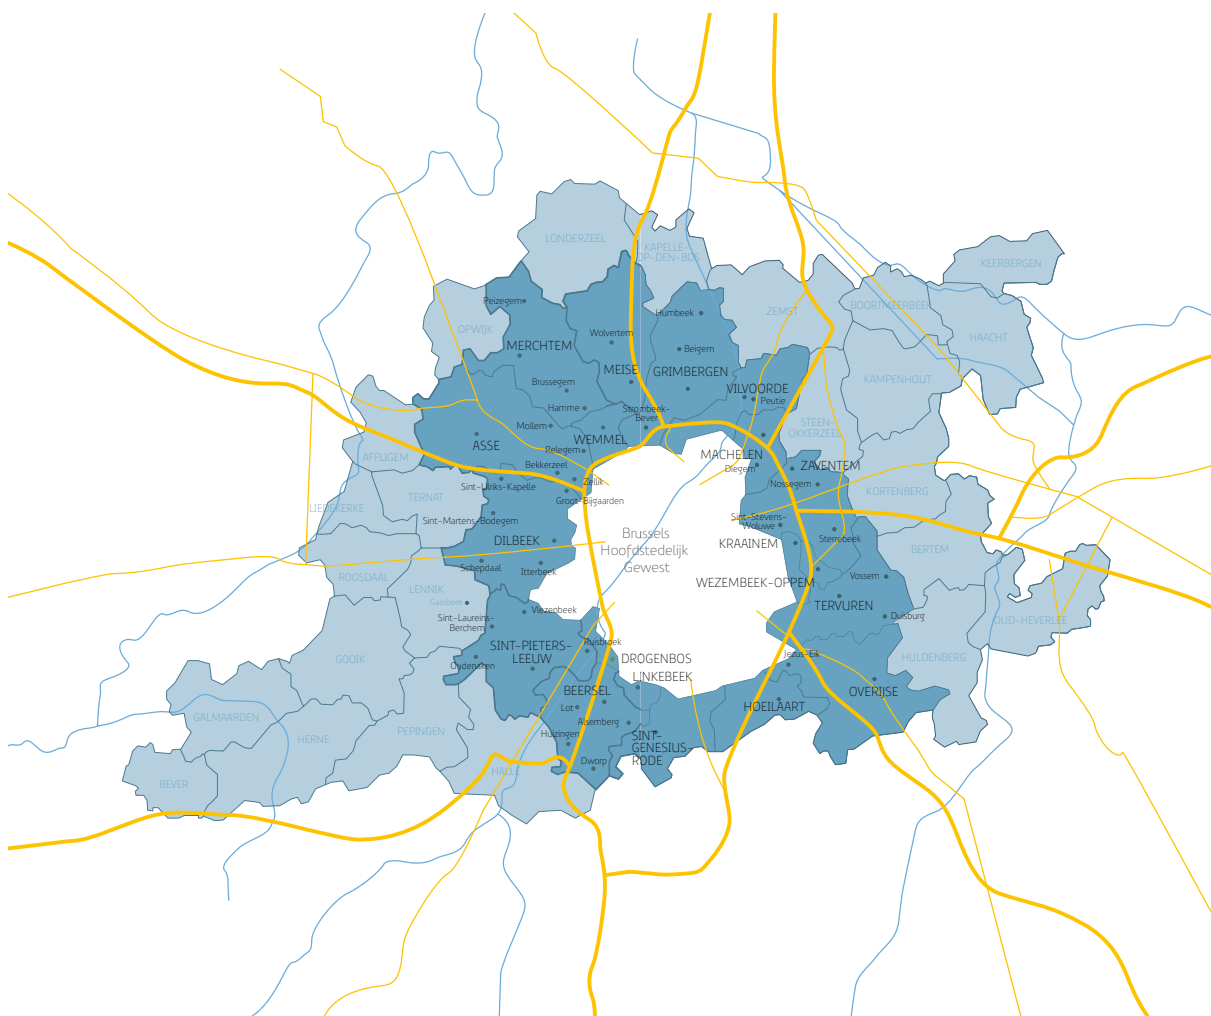 LONDERZEEL
KAPELLE-
OP-DEN-BOS
KEERBERGEN
Peizegem
Humbeek
ZEMST
BOORTMEERBEEK
OPWIJK
Wolvertem
HAACHT
MERCHTEM
Beigem
MEISE
GRIMBERGEN
KAMPENHOUT
Brussegem
VILVOORDE
Peutie
Hamme
Strombeek-
Bever
Mollem
STEEN-
OKKERZEEL
ASSE
WEMMEL
Relegem
MACHELEN
AFFLIGEM
Bekkerzeel
Diegem
ZAVENTEM
Zellik
Nossegem
Sint-Ulriks-Kapelle
KORTENBERG
TERNAT
Groot-Bijgaarden
LIEDEKERKE
Sint-Martens-Bodegem
Sint-Stevens-
Woluwe
Brussels
Hoofdstedelijk
Gewest
DILBEEK
KRAAINEM
Sterrebeek
BERTEM
Schepdaal
Itterbeek
ROOSDAAL
WEZEMBEEK-OPPEM
Vossem
LENNIK
Gaasbeek
TERVUREN
Vlezenbeek
Duisburg
Sint-Laureins-
Berchem
OUD-HEVERLEE
Ruisbroek
SINT-PIETERS-
LEEUW
GOOIK
DROGENBOS
Jezus-Eik
HULDENBERG
Oudenaken
LINKEBEEK
BEERSEL
OVERIJSE
Lot
HOEILAART
GALMAARDEN
Alsemberg
PEPINGEN
Huizingen
HERNE
SINT-
GENESIUS-
RODE
Dworp
HALLE
BEVER